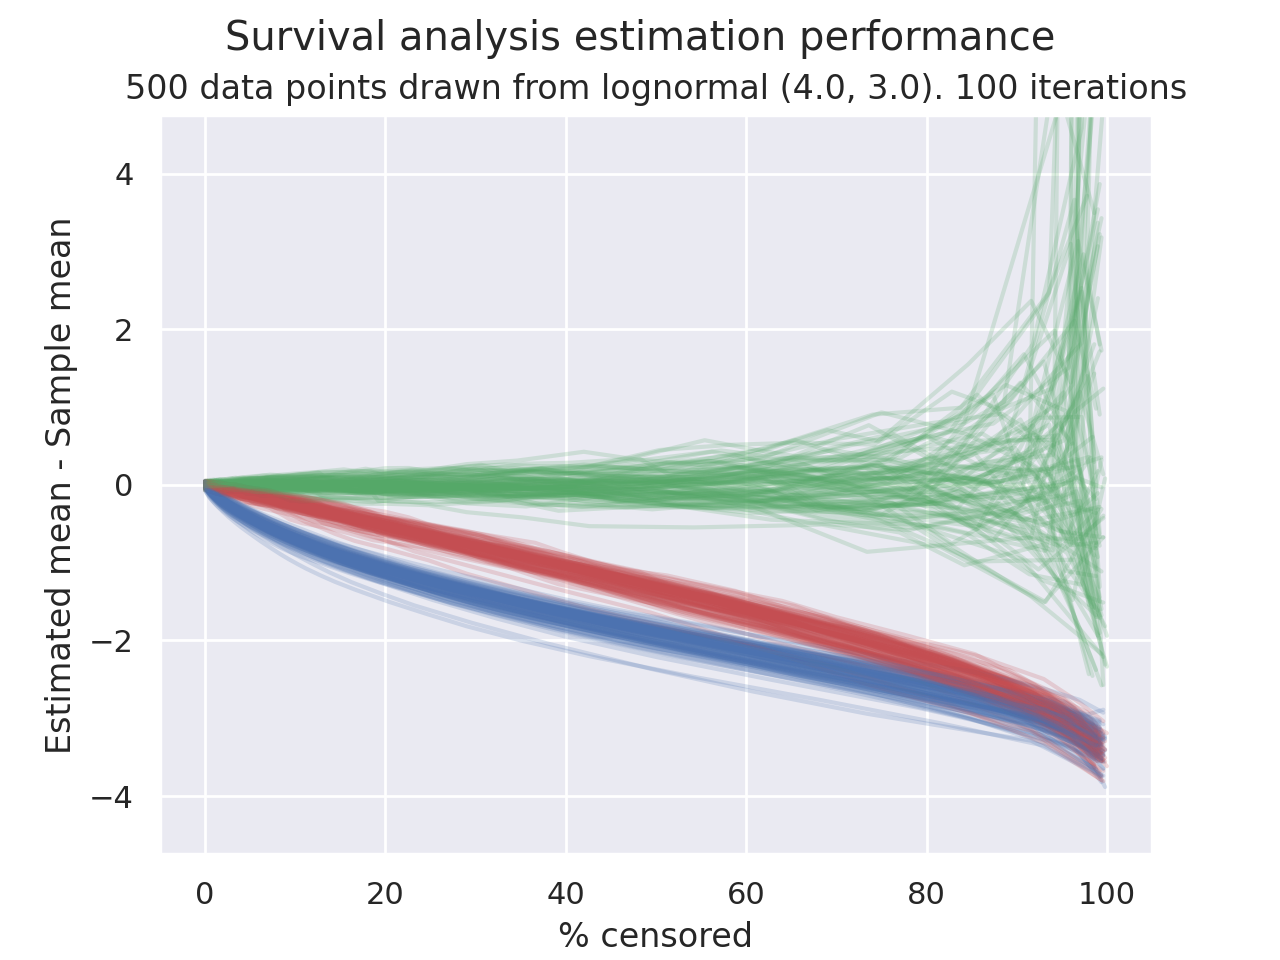 Survival analysis estimation performance
500 data points drawn from lognormal (4.0, 3.0). 100 iterations
Estimated mean - Sample mean
4
2
0
−2
−4
0 20 40 60 80 100
% censored